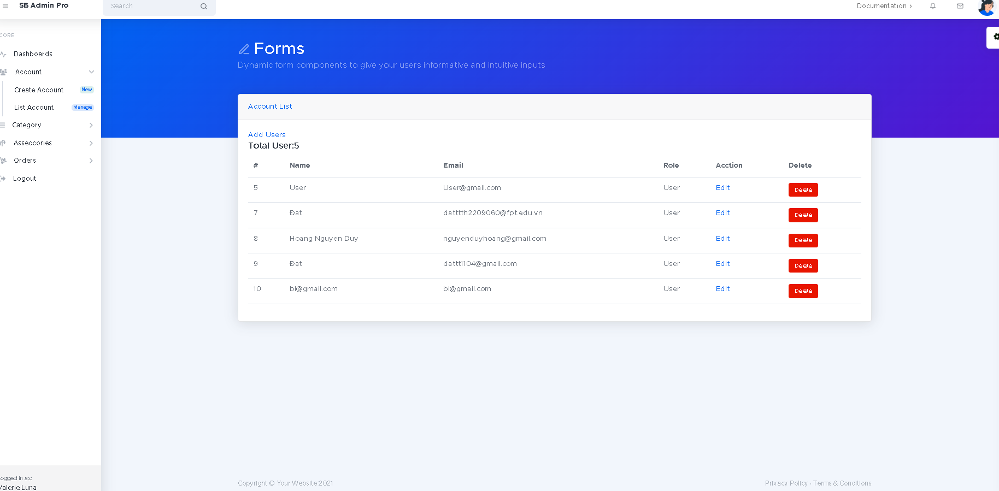 SB Admin Pro
Search
Documentation
CORE
Dashboards
Account
Create Account New
List Account Manage
Category
Asseccories
Orders
Logout
Forms
Dynamic form components to give your users informative and intuitive inputs
Account List
Add Users
Total User:5
# Name Email Role Acction Delete
5 User User@gmail.com User Edit Delete
7 Đạt datttth2209060@fpt.edu.vn User Edit Delete
8 Hoang Nguyen Duy nguyenduyhoang@gmail.com User Edit Delete
9 Đạt dattt1104@gmail.com User Edit Delete
10 bi@gmail.com bi@gmail.com User Edit Delete
Logged in as:
Valerie Luna
Copyright © Your Website 2021
Privacy Policy · Terms & Conditions